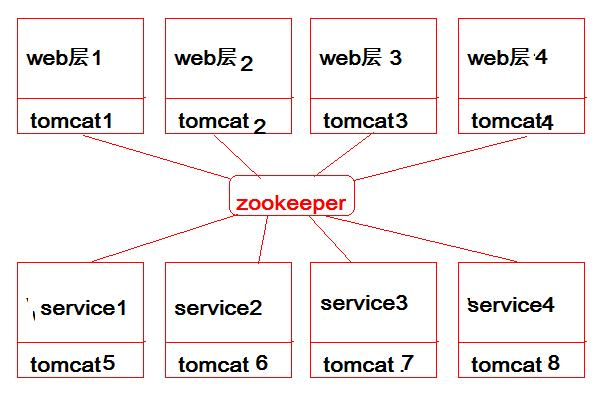 web层1 web层2 web层 3 web层4
tomcat1 tomcat 2 tomcat3 tomcat4
zookeeper
service1 service2 service3 service4
tomcat5 tomcat 6 tomcat 7 tomcat 8